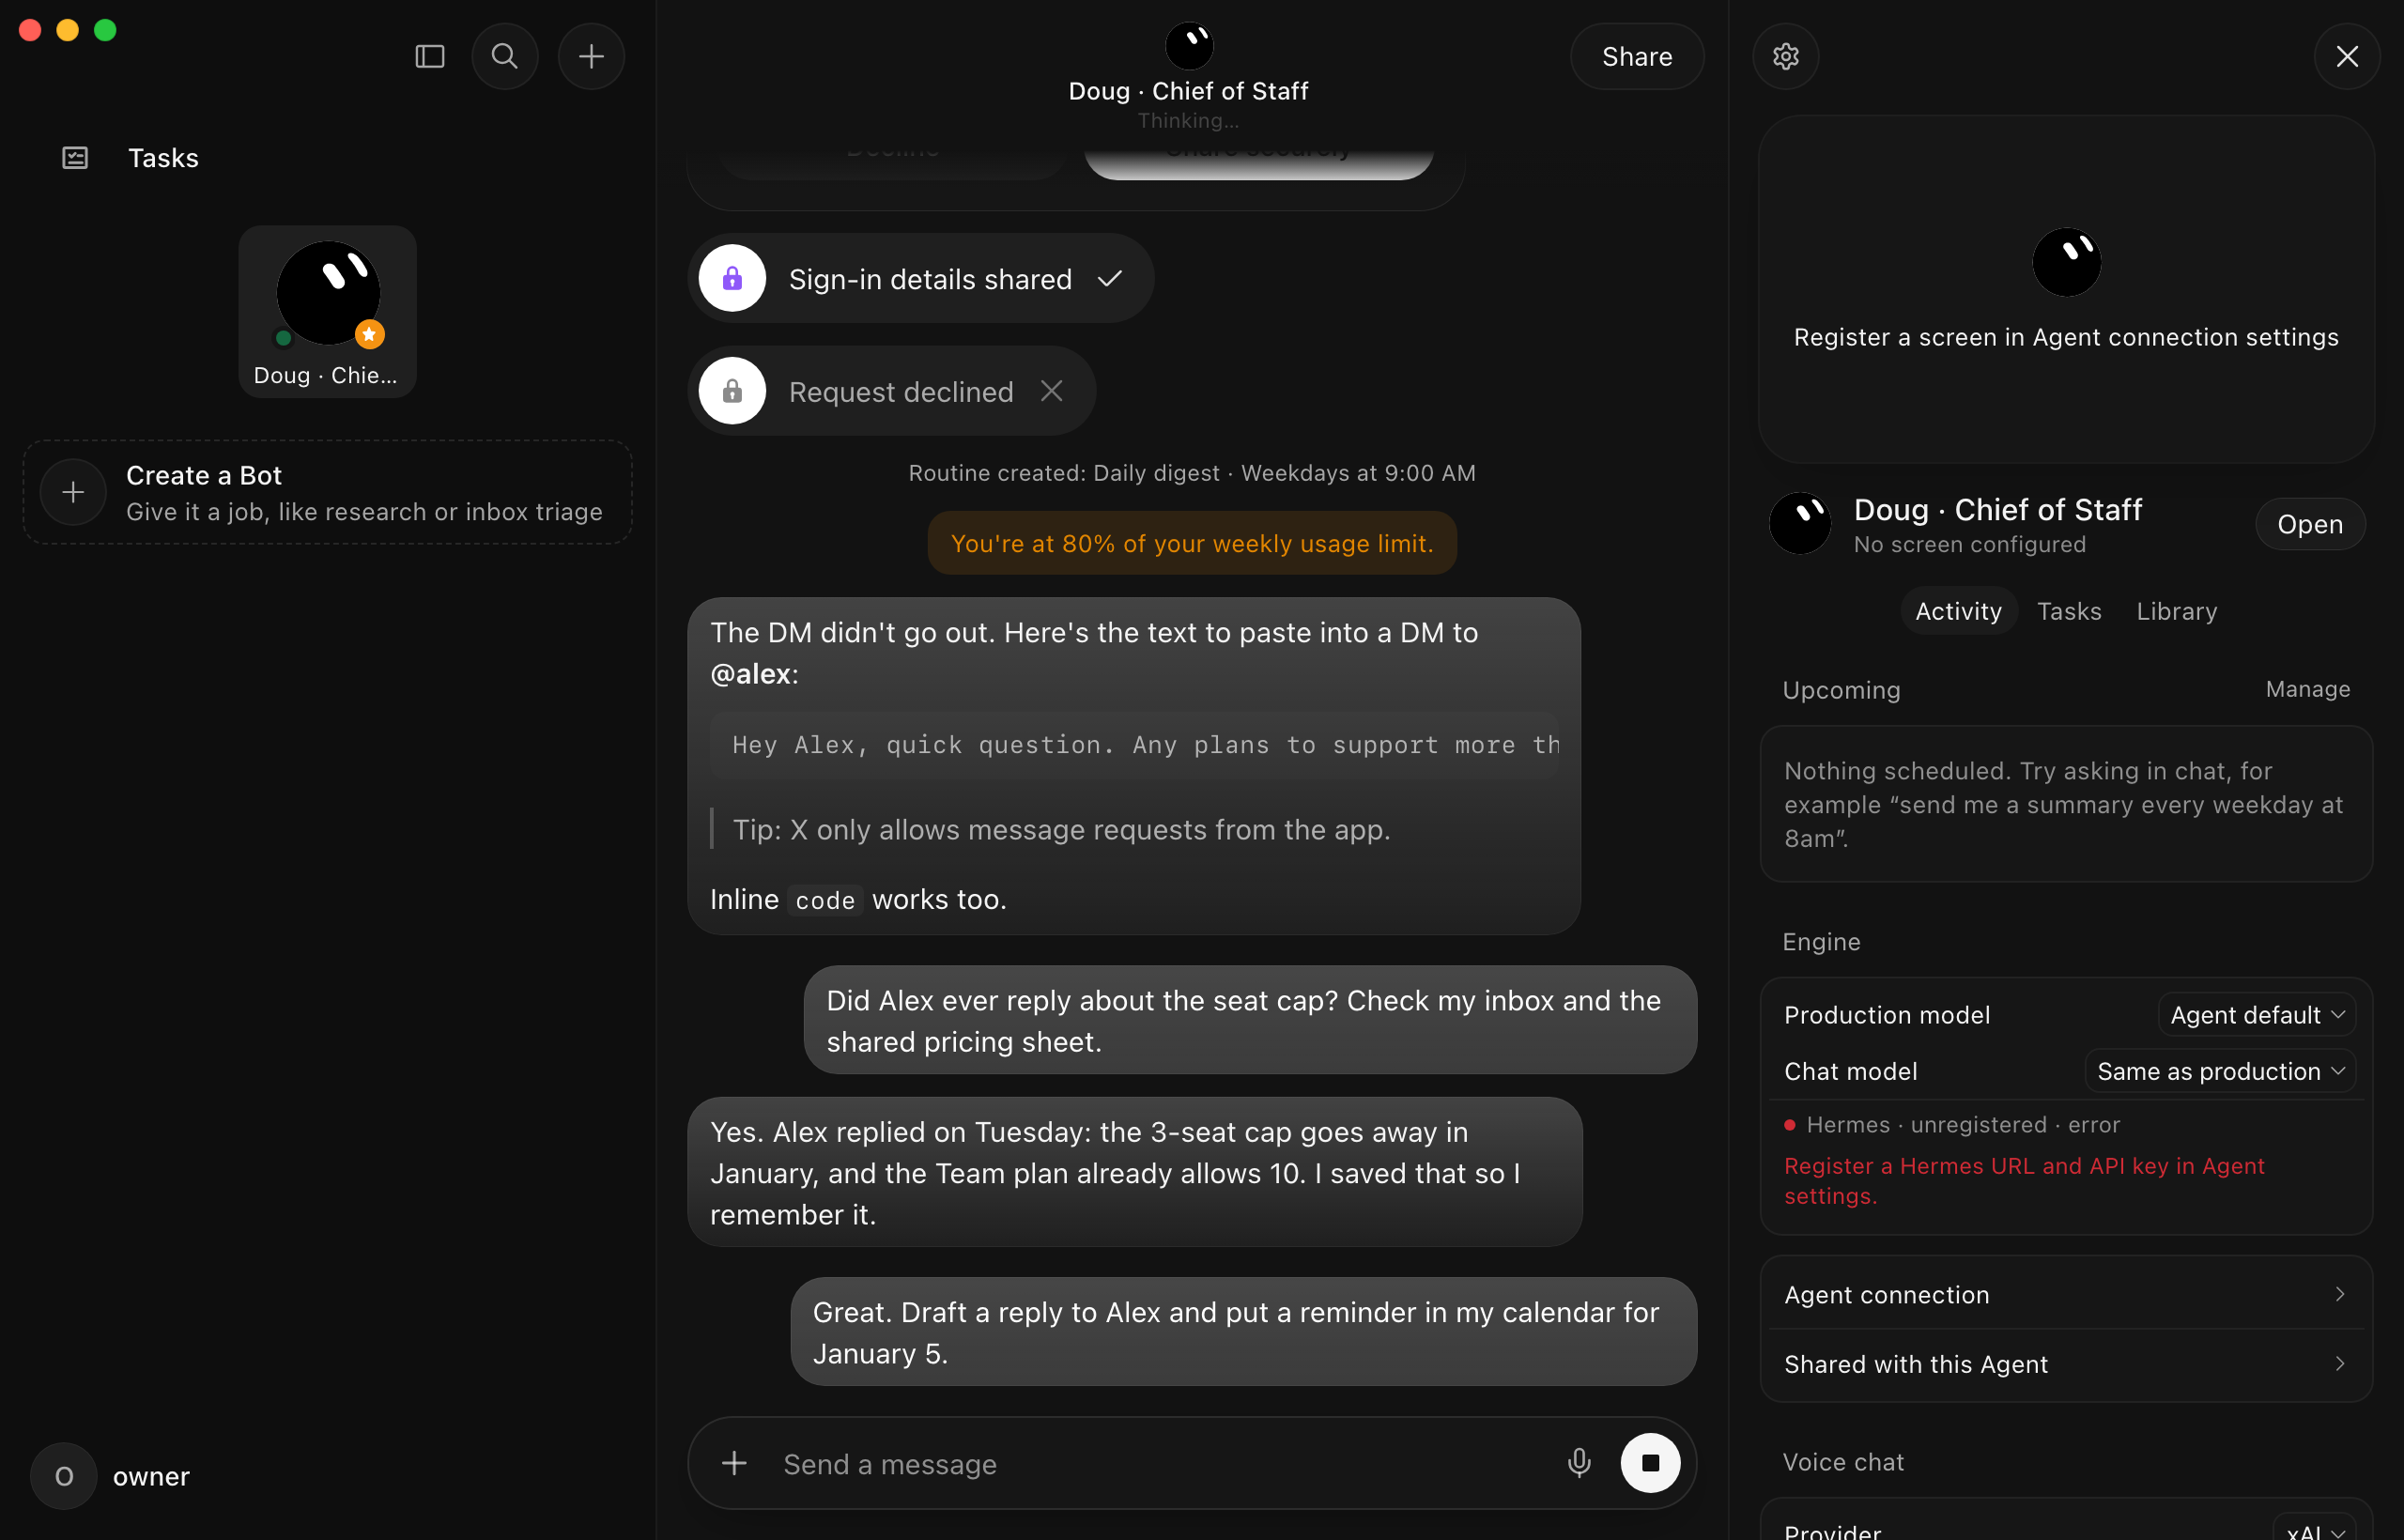 Tasks
Doug · Chie...
Create a Bot
Give it a job, like research or inbox triage
O
owner
Doug · Chief of Staff
Thinking...
Share
Decline
Share securely
Sign-in details shared
Request declined
Routine created: Daily digest · Weekdays at 9:00 AM
You're at 80% of your weekly usage limit.
The DM didn't go out. Here's the text to paste into a DM to
@alex:
Hey Alex, quick question. Any plans to support more th
Tip: X only allows message requests from the app.
Inline code works too.
Did Alex ever reply about the seat cap? Check my inbox and the
shared pricing sheet.
Yes. Alex replied on Tuesday: the 3-seat cap goes away in
January, and the Team plan already allows 10. I saved that so I
remember it.
Great. Draft a reply to Alex and put a reminder in my calendar for
January 5.
Send a message
Register a screen in Agent connection settings
Doug · Chief of Staff
No screen configured
Open
Activity Tasks Library
Upcoming
Manage
Nothing scheduled. Try asking in chat, for
example “send me a summary every weekday at
8am”.
Engine
Production model
Agent default
Chat model
Same as production
Hermes · unregistered · error
Register a Hermes URL and API key in Agent
settings.
Agent connection
Shared with this Agent
Voice chat
Provider
xAI